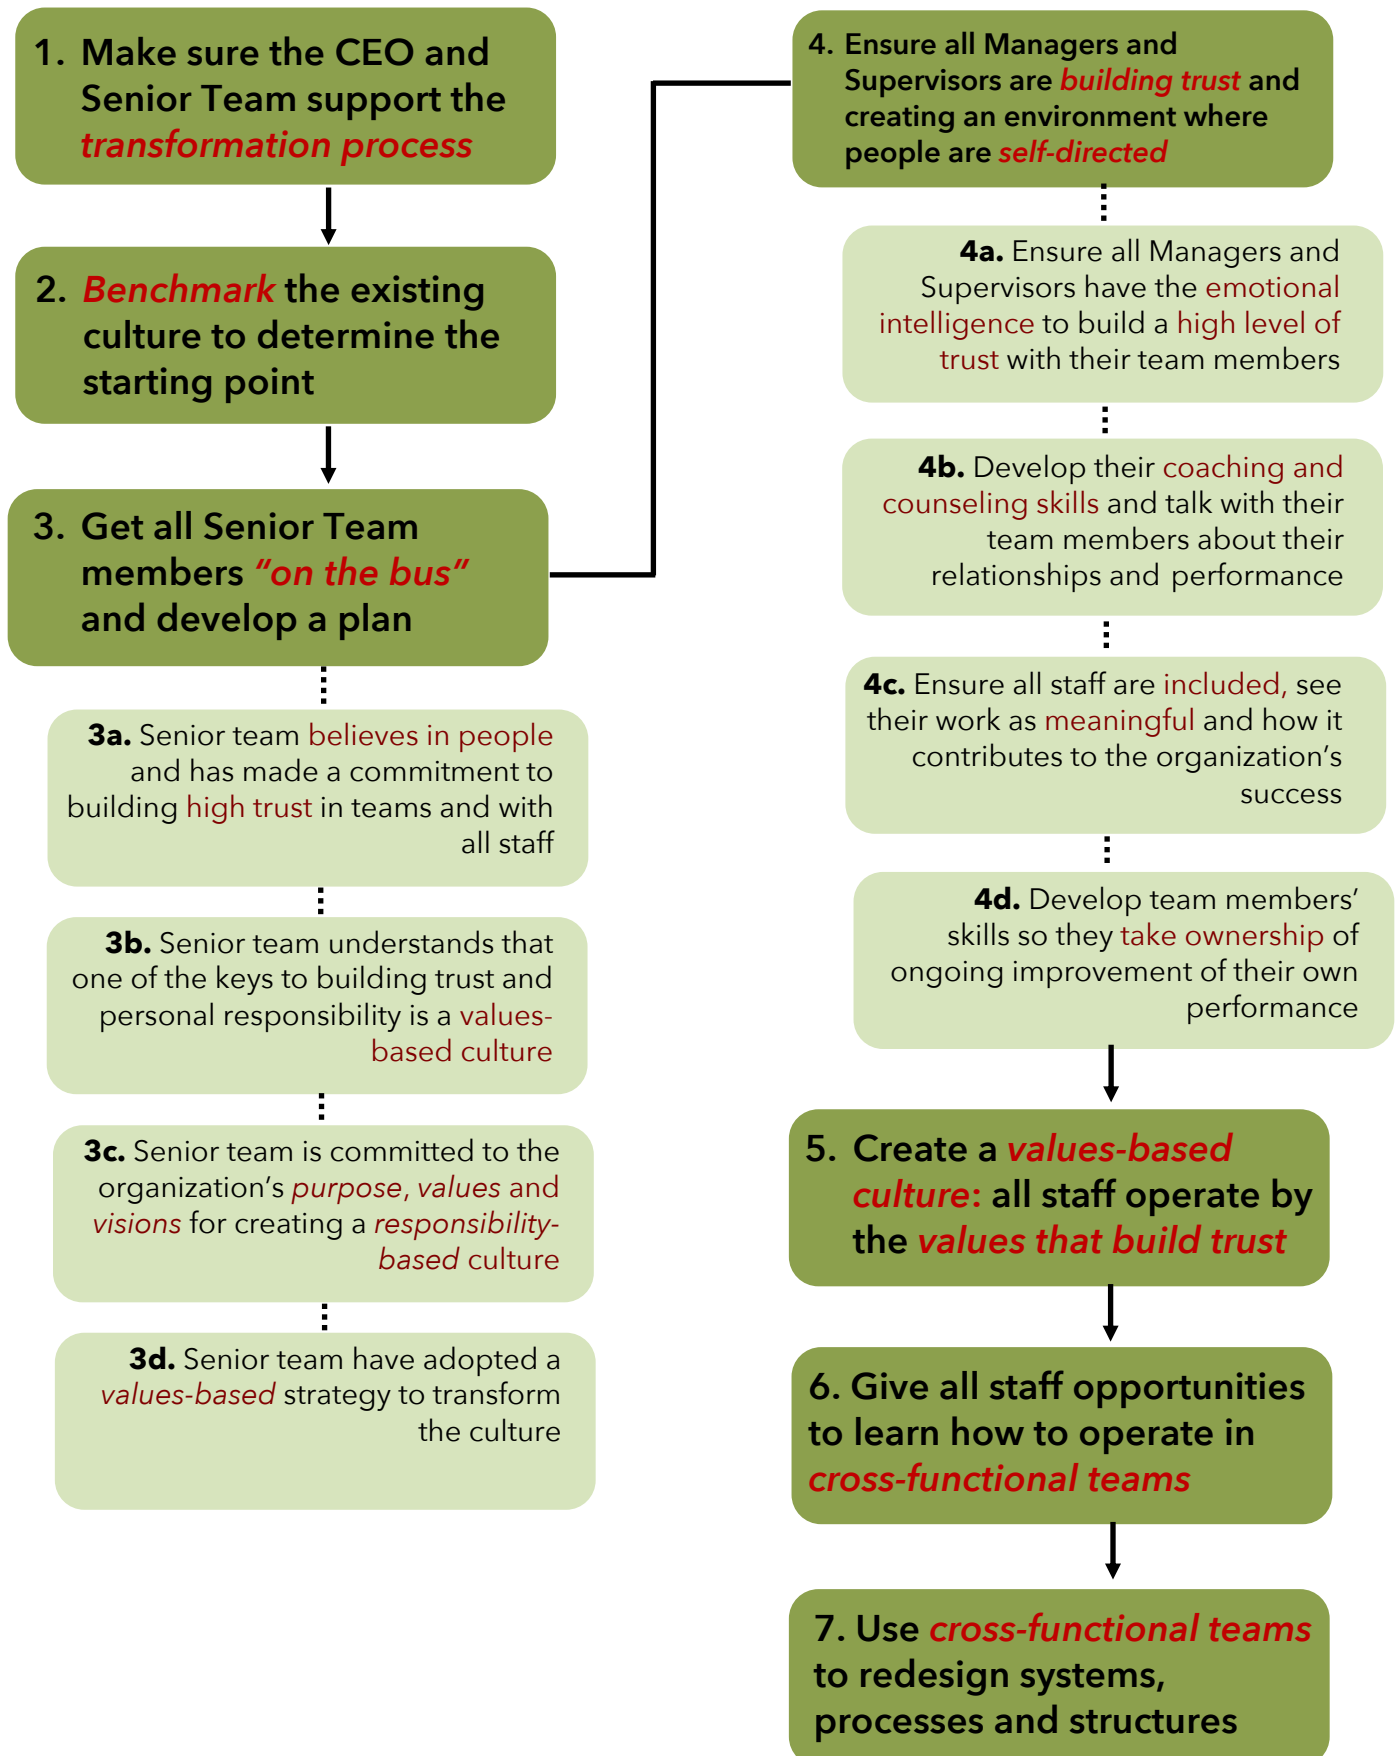 1. Make sure the CEO and
Senior Team support the
transformation process
2. Benchmark the existing
culture to determine the
starting point
3. Get all Senior Team
members “on the bus”
and develop a plan
3a. Senior team believes in people
and has made a commitment to
building high trust in teams and with
all staff
3b. Senior team understands that
one of the keys to building trust and
personal responsibility is a values-
based culture
3c. Senior team is committed to the
organization’s purpose, values and
visions for creating a responsibility-
based culture
3d. Senior team have adopted a
values-based strategy to transform
the culture
4. Ensure all Managers and
Supervisors are building trust and
creating an environment where
people are self-directed
4a. Ensure all Managers and
Supervisors have the emotional
intelligence to build a high level of
trust with their team members
4b. Develop their coaching and
counseling skills and talk with their
team members about their
relationships and performance
4c. Ensure all staff are included, see
their work as meaningful and how it
contributes to the organization’s
success
4d. Develop team members’
skills so they take ownership of
ongoing improvement of their own
performance
5. Create a values-based
culture: all staff operate by
the values that build trust
6. Give all staff opportunities
to learn how to operate in
cross-functional teams
7. Use cross-functional teams
to redesign systems,
processes and structures